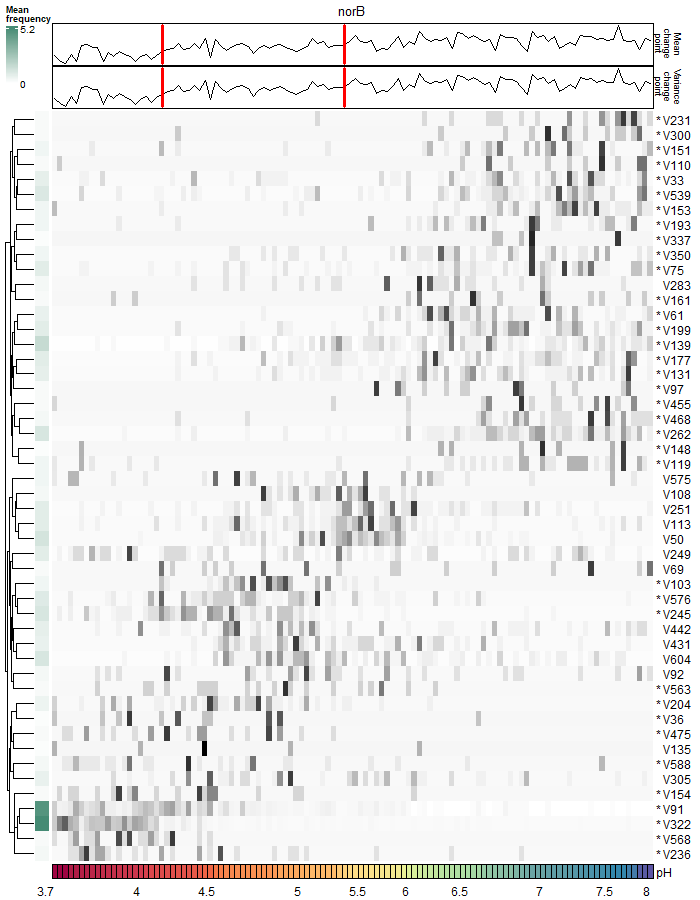 norB
Mean
frequency
5.2
0
Mean
change
point
Variance
change
point
* V231
* V300
* V151
* V110
* V33
* V539
* V153
* V193
* V337
* V350
* V75
V283
* V161
* V61
* V199
* V139
* V177
* V131
* V97
* V455
* V468
* V262
* V148
* V119
V575
V108
V251
V113
V50
V249
V69
* V103
* V576
* V245
V442
V431
V604
V92
* V563
* V204
* V36
* V475
V135
* V588
V305
* V154
* V91
* V322
* V568
* V236
pH
3.7 4 4.5 5 5.5 6 6.5 7 7.5 8